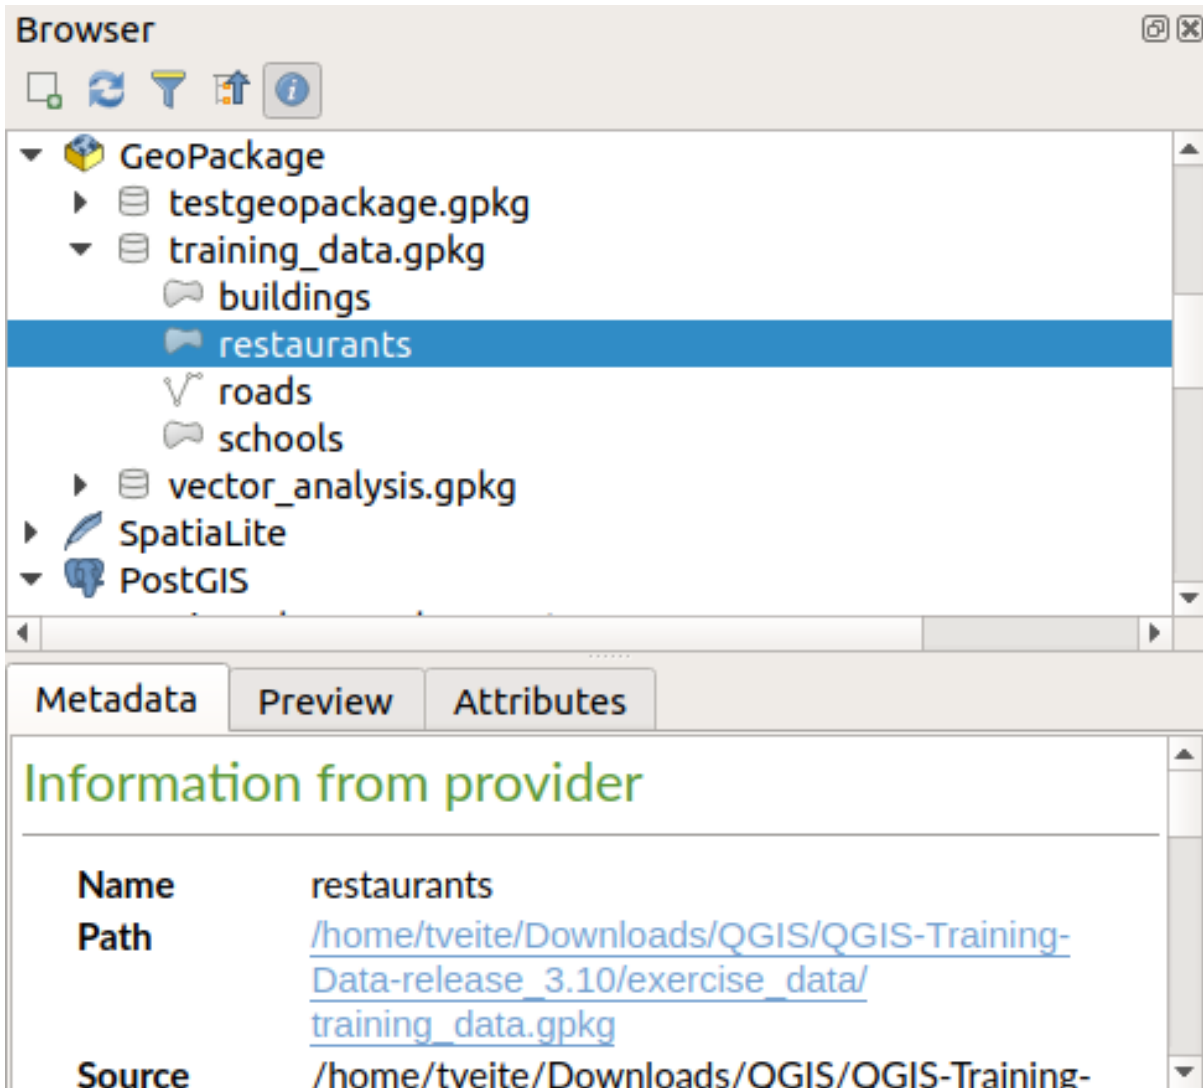 Browser
GeoPackage
testgeopackage.gpkg
training_data.gpkg
buildings
restaurants
roads
schools
vector_analysis.gpkg
SpatiaLite
PostGIS
Metadata Preview Attributes
Information from provider
Name restaurants
Path /home/tveite/Downloads/QGIS/QGIS-Training-
Data-release_3.10/exercise_data/
training_data.gpkg
Source /home/tveite/Downloads/QGIS/QGIS-Training-